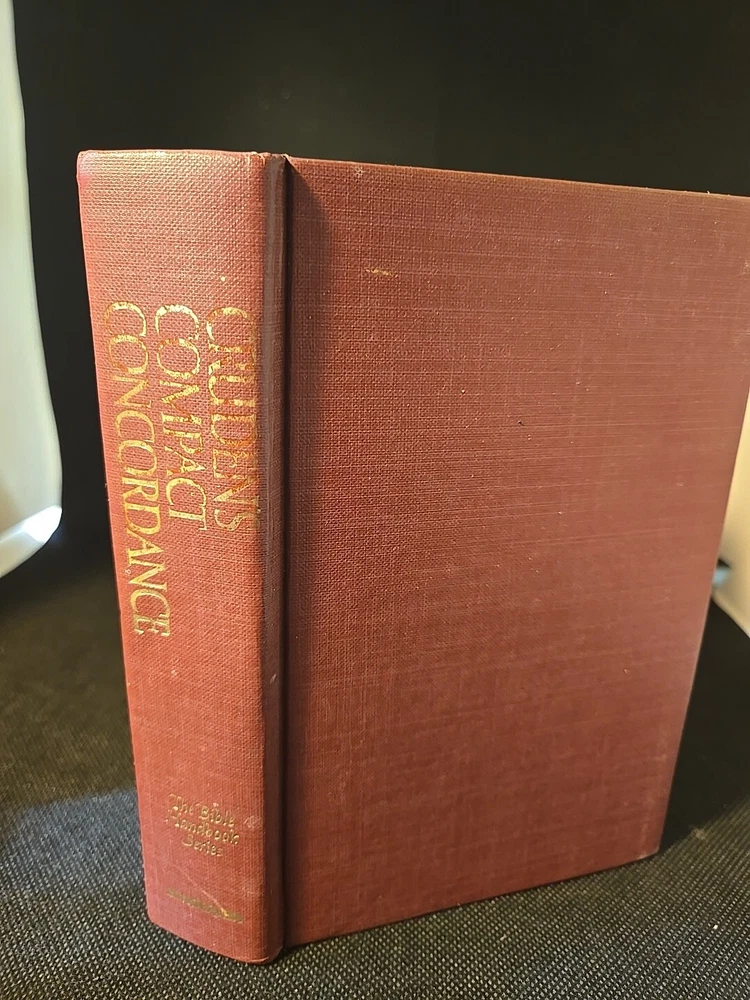 CRUDEN'S
COMPACT
CONCORDANCE
The Bible
Handbook
Series